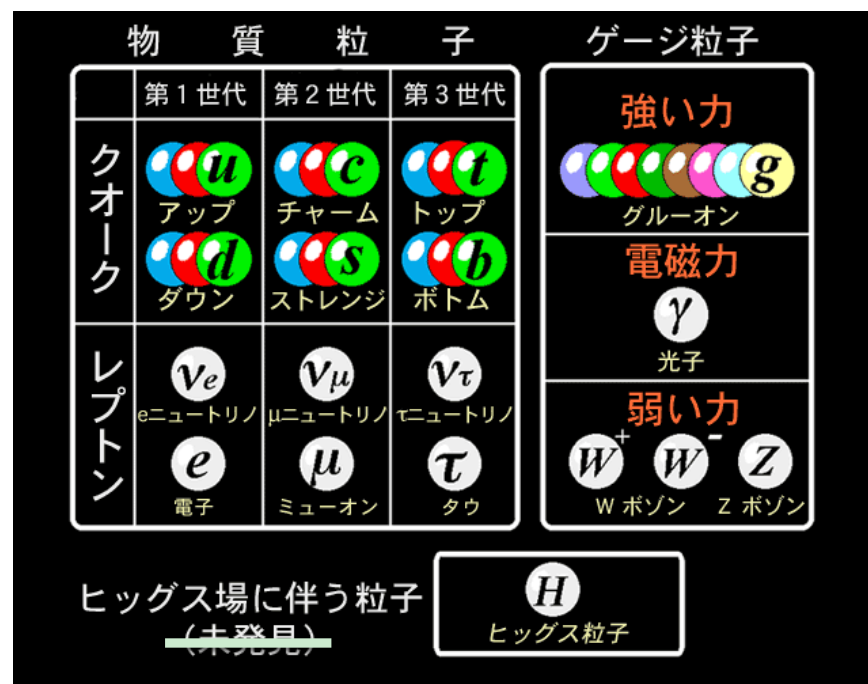 物質粒子
ゲージ粒子
第1世代 第2世代 第3世代
クオーク
u c t
アップ チャーム トップ
d s b
ダウン ストレンジ ボトム
レプトン
νe νμ ντ
eニュートリノ μニュートリノ τニュートリノ
e μ τ
電子 ミューオン タウ
強い力
g
グルーオン
電磁力
γ
光子
弱い力
W+ W- Z
W ボゾン Z ボゾン
ヒッグス場に伴う粒子
(未発見)
H
ヒッグス粒子